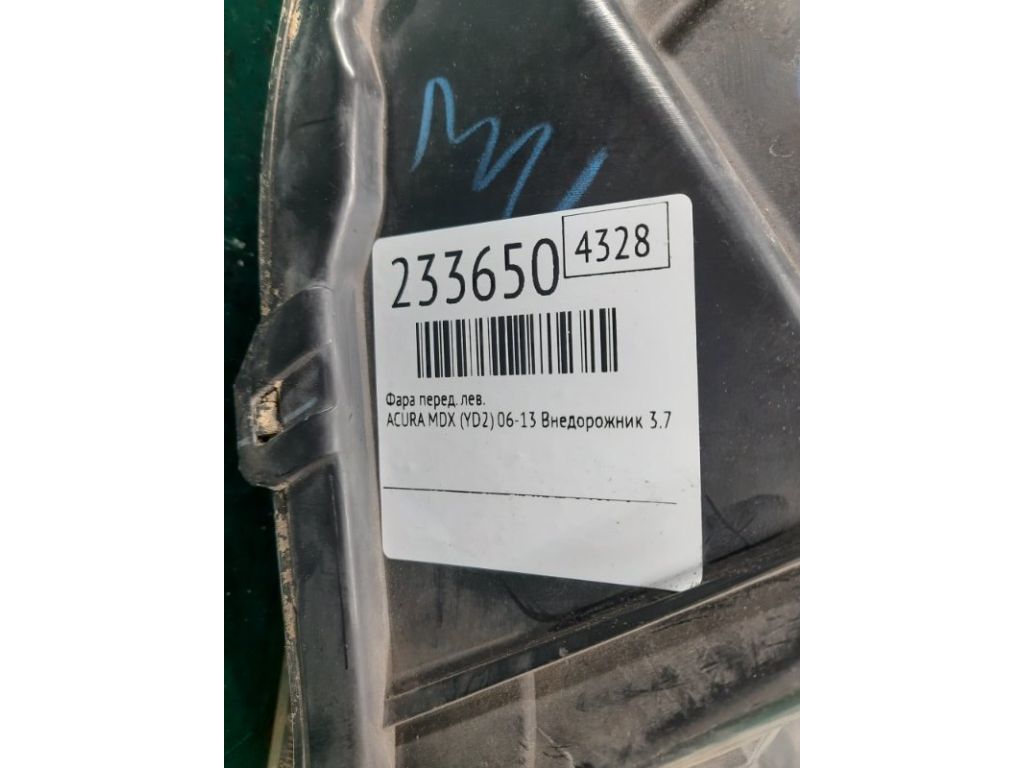 233650 4328
Фара перед. лев.
ACURA MDX (YD2) 06-13 Внедорожник 3.7